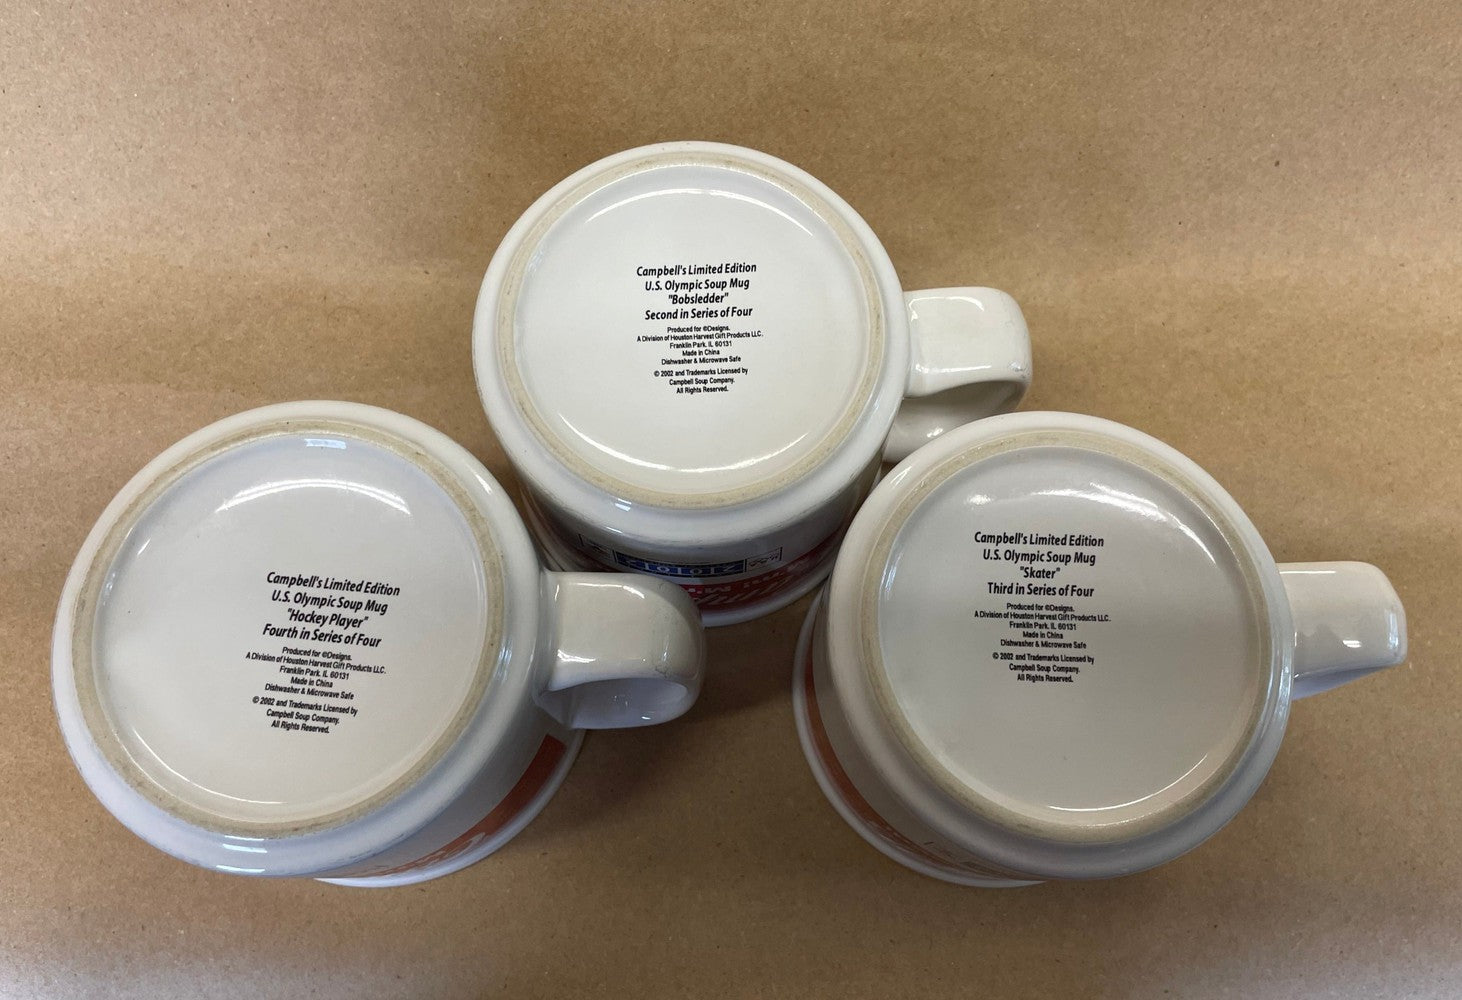 Campbell's Limited Edition
U.S. Olympic Soup Mug
"Bobsledder"
Second in Series of Four
Produced for ©Designs.
A Division of Houston Harvest Gift Products LLC.
Franklin Park, IL 60131
Made in China
Dishwasher & Microwave Safe
© 2002 and Trademarks Licensed by
Campbell Soup Company.
All Rights Reserved.
Campbell's Limited Edition
U.S. Olympic Soup Mug
"Hockey Player"
Fourth in Series of Four
Produced for ©Designs.
A Division of Houston Harvest Gift Products LLC.
Franklin Park, IL 60131
Made in China
Dishwasher & Microwave Safe
© 2002 and Trademarks Licensed by
Campbell Soup Company.
All Rights Reserved.
Campbell's Limited Edition
U.S. Olympic Soup Mug
"Skater"
Third in Series of Four
Produced for ©Designs.
A Division of Houston Harvest Gift Products LLC.
Franklin Park, IL 60131
Made in China
Dishwasher & Microwave Safe
© 2002 and Trademarks Licensed by
Campbell Soup Company.
All Rights Reserved.